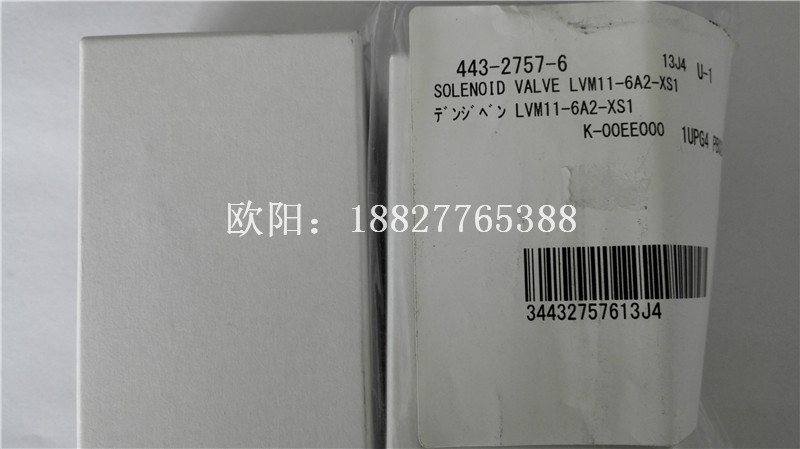 443-2757-6 13J4 U-1
SOLENOID VALVE LVM11-6A2-XS1
ﾃﾞﾝｼﾞﾍﾞﾝ LVM11-6A2-XS1
K-00EE000 1UPG4
欧阳：18827765388
34432757613J4